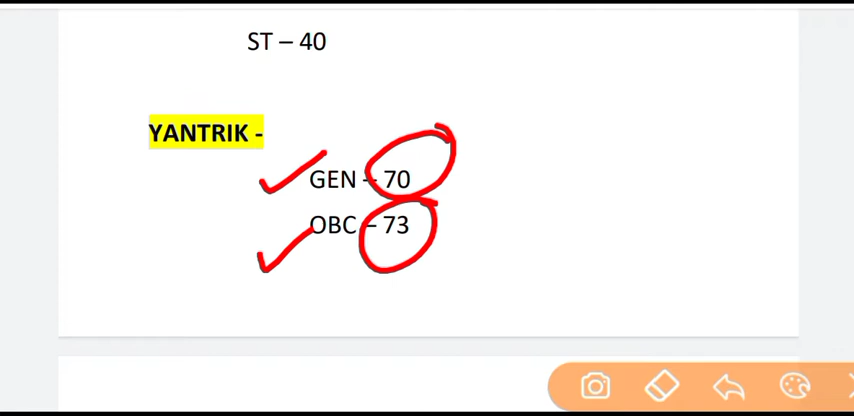 ST – 40
YANTRIK -
GEN – 70
OBC – 73